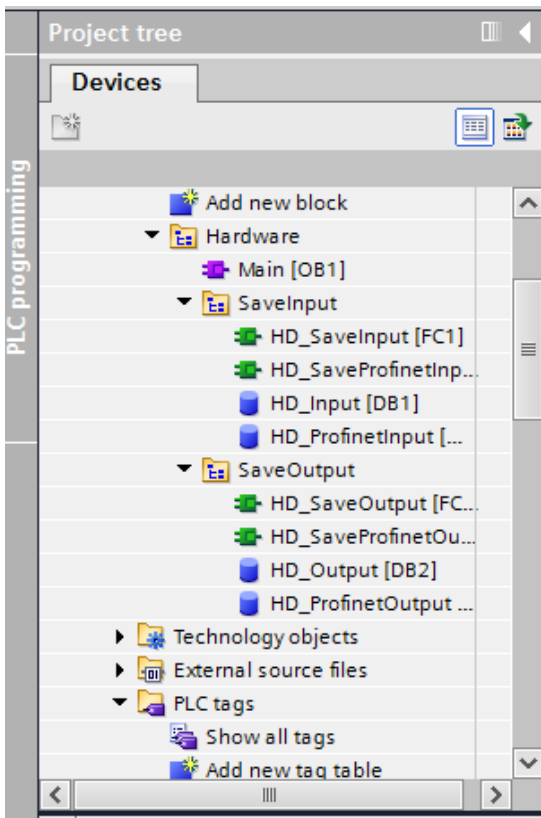 Project tree
Devices
PLC programming
Add new block
Hardware
Main [OB1]
SaveInput
HD_SaveInput [FC1]
HD_SaveProfinetInp...
HD_Input [DB1]
HD_ProfinetInput [...
SaveOutput
HD_SaveOutput [FC...
HD_SaveProfinetOu...
HD_Output [DB2]
HD_ProfinetOutput ...
Technology objects
External source files
PLC tags
Show all tags
Add new tag table